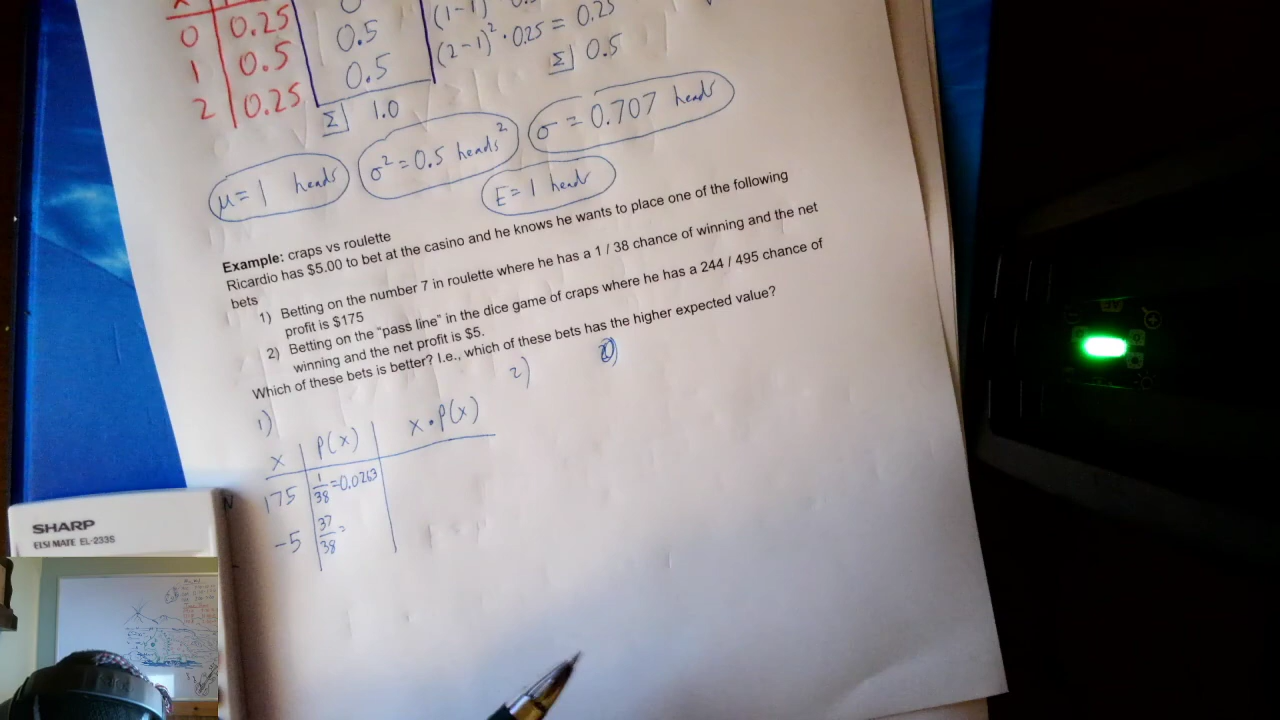 0 0.25
1 0.5
2 0.25
0
0.5
0.5
Σ 1.0
(1-1)
(2-1)² · 0.25 = 0.25
Σ 0.5
μ = 1 heads
σ² = 0.5 heads²
σ = 0.707 heads
E = 1 heads
Example: craps vs roulette
Ricardio has $5.00 to bet at the casino and he knows he wants to place one of the following
bets
1) Betting on the number 7 in roulette where he has a 1 / 38 chance of winning and the net
profit is $175
2) Betting on the “pass line” in the dice game of craps where he has a 244 / 495 chance of
winning and the net profit is $5.
Which of these bets is better? I.e., which of these bets has the higher expected value?
1)
2)
x P(x) x•P(x)
175 1/38 = 0.0263
-5 37/38 =
SHARP
ELSI MATE EL-233S